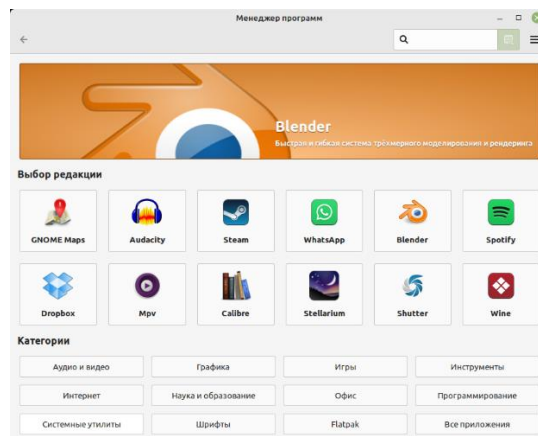 Менеджер программ
Blender
Быстрая и гибкая система трёхмерного моделирования и рендеринга
Выбор редакции
GNOME Maps
Audacity
Steam
WhatsApp
Blender
Spotify
Dropbox
Mpv
Calibre
Stellarium
Shutter
Wine
Категории
Аудио и видео
Графика
Игры
Инструменты
Интернет
Наука и образование
Офис
Программирование
Системные утилиты
Шрифты
Flatpak
Все приложения